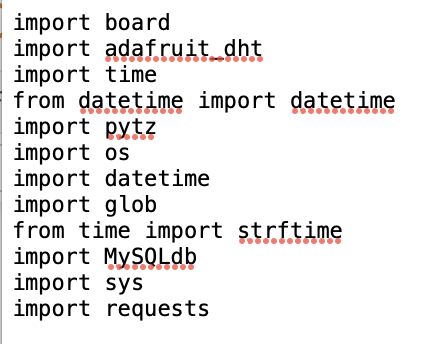 import board
import adafruit_dht
import time
from datetime import datetime
import pytz
import os
import datetime
import glob
from time import strftime
import MySQLdb
import sys
import requests